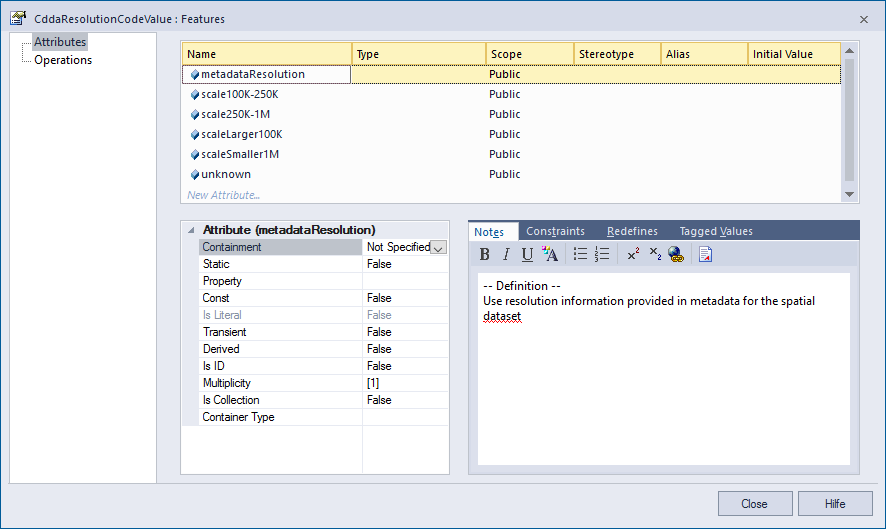 CddaResolutionCodeValue : Features
Attributes
Operations
Name Type Scope Stereotype Alias Initial Value
metadataResolution Public
scale100K-250K Public
scale250K-1M Public
scaleLarger100K Public
scaleSmaller1M Public
unknown Public
New Attribute...
Attribute (metadataResolution)
Containment Not Specified
Static False
Property
Const False
Is Literal False
Transient False
Derived False
Is ID False
Multiplicity [1]
Is Collection False
Container Type
Notes Constraints Redefines Tagged Values
B I U A x² x₂
-- Definition --
Use resolution information provided in metadata for the spatial
dataset
Close Hilfe